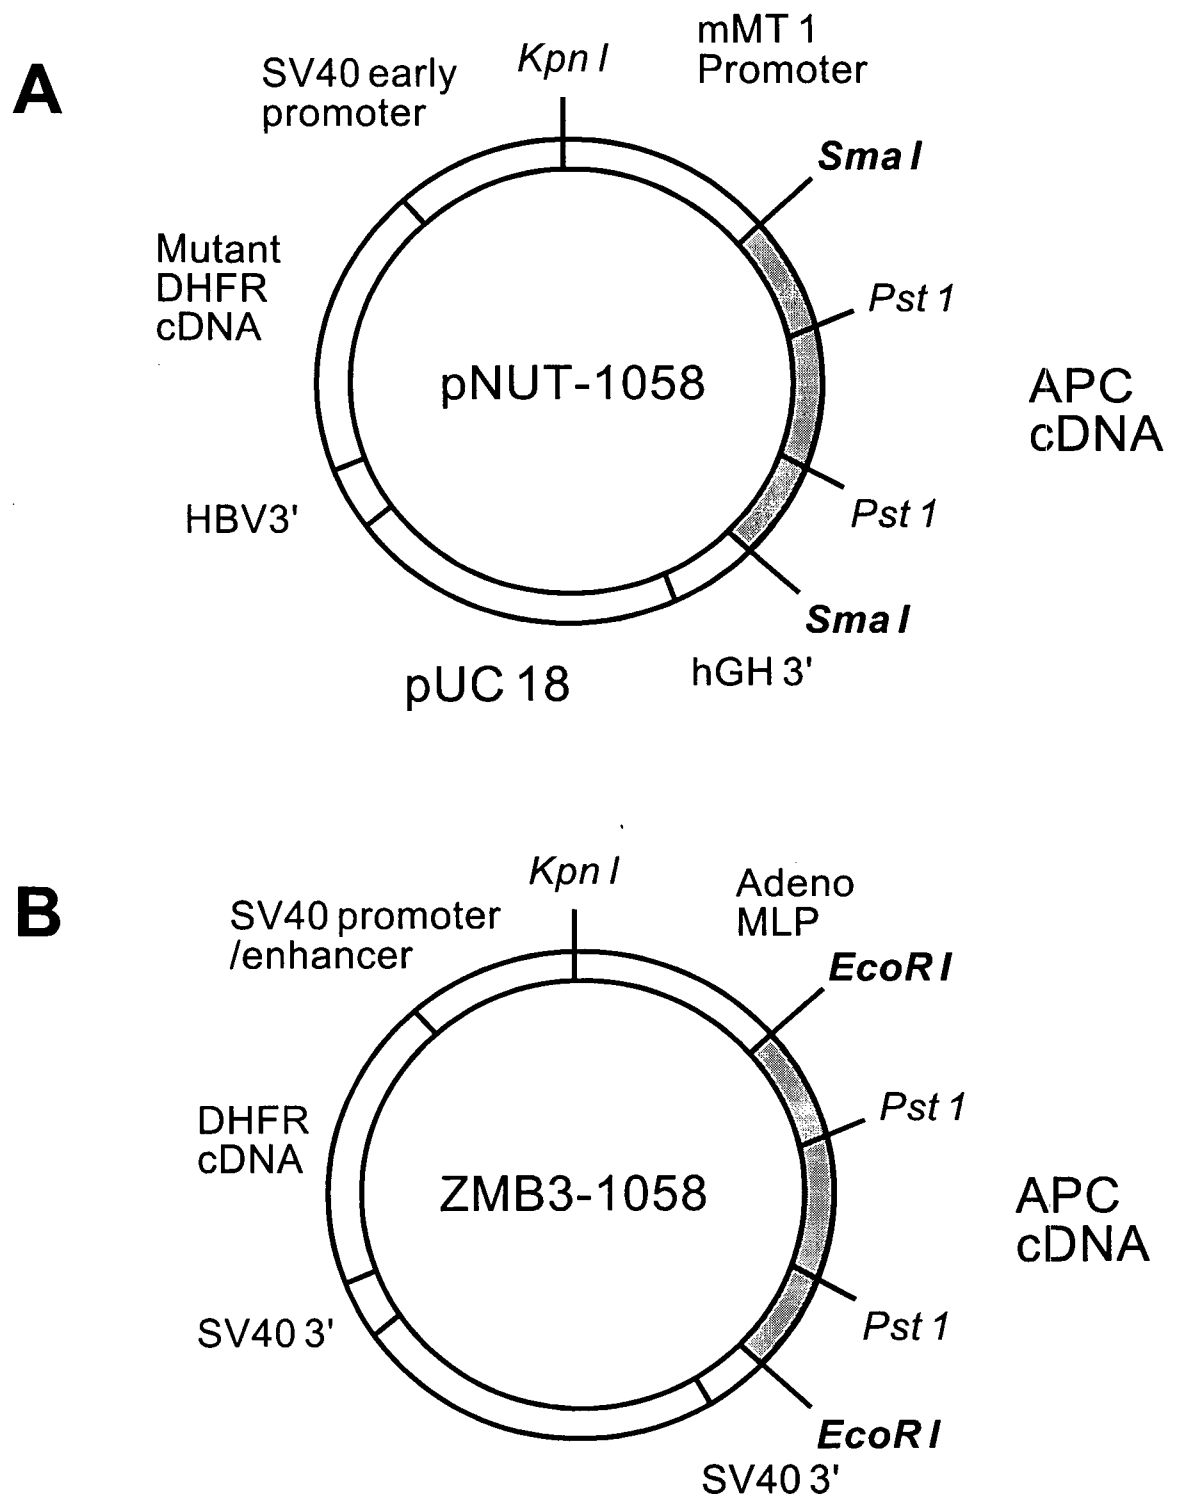 A
SV40 early
promoter
Kpn I
mMT 1
Promoter
Sma I
Mutant
DHFR
cDNA
Pst 1
pNUT-1058
APC
cDNA
HBV3'
Pst 1
Sma I
pUC 18
hGH 3'
B
SV40 promoter
/enhancer
Kpn I
Adeno
MLP
EcoR I
DHFR
cDNA
Pst 1
ZMB3-1058
APC
cDNA
SV40 3'
Pst 1
EcoR I
SV40 3'